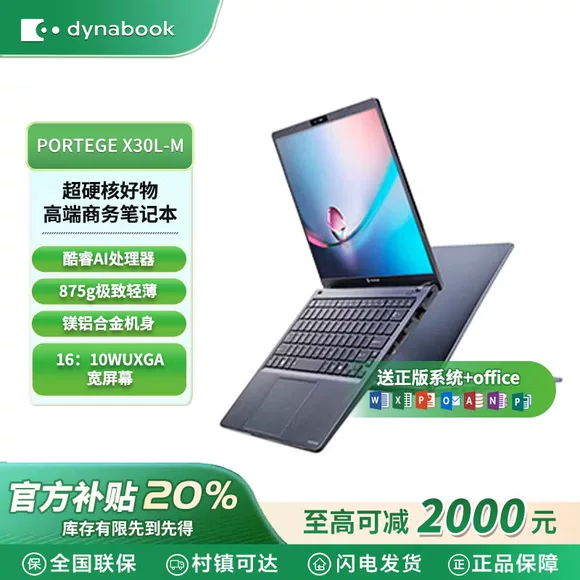 dynabook
PORTEGE X30L-M
超硬核好物
高端商务笔记本
酷睿AI处理器
875g极致轻薄
镁铝合金机身
16：10WUXGA
宽屏幕
送正版系统+office
W X P O A N P
官方补贴20%
库存有限先到先得
至高可减 2000元
全国联保 村镇可达 闪电发货 正品保障